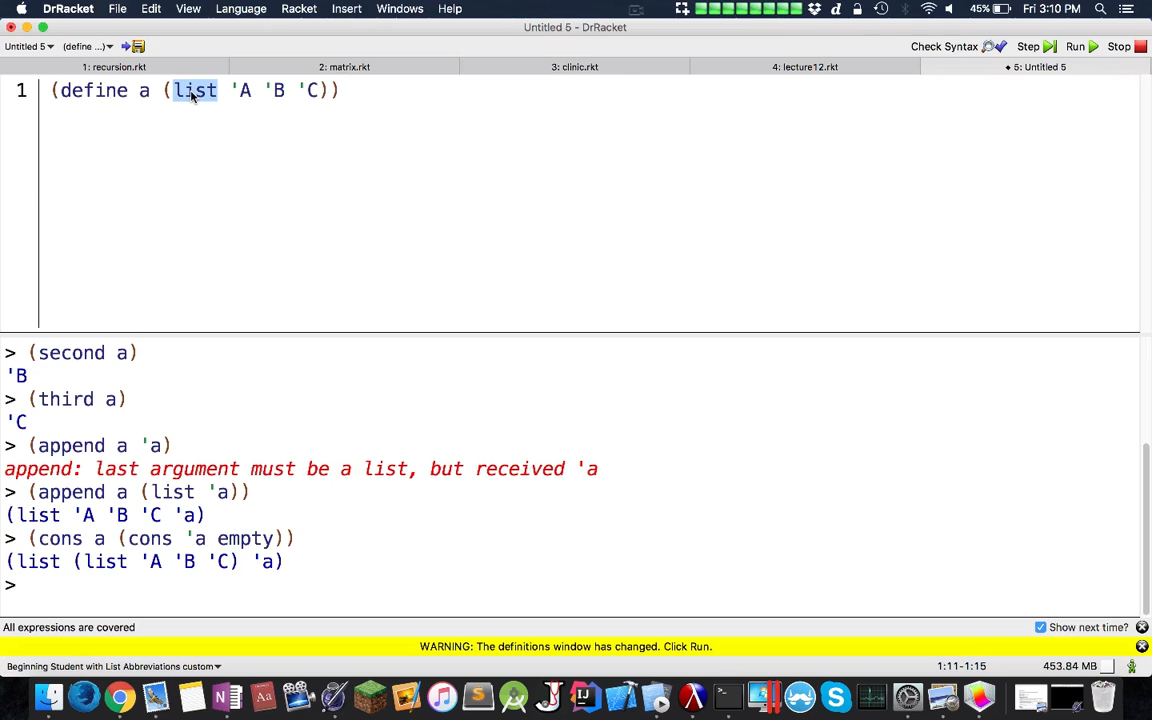 DrRacket File Edit View Language Racket Insert Windows Help 45% Fri 3:10 PM
Untitled 5 - DrRacket
Untitled 5▾ (define ...)▾ Check Syntax Step Run Stop
1: recursion.rkt 2: matrix.rkt 3: clinic.rkt 4: lecture12.rkt • 5: Untitled 5
1 (define a (list 'A 'B 'C))
> (second a)
'B
> (third a)
'C
> (append a 'a)
append: last argument must be a list, but received 'a
> (append a (list 'a))
(list 'A 'B 'C 'a)
> (cons a (cons 'a empty))
(list (list 'A 'B 'C) 'a)
>
All expressions are covered Show next time?
WARNING: The definitions window has changed. Click Run.
Beginning Student with List Abbreviations custom▾ 1:11-1:15 453.84 MB